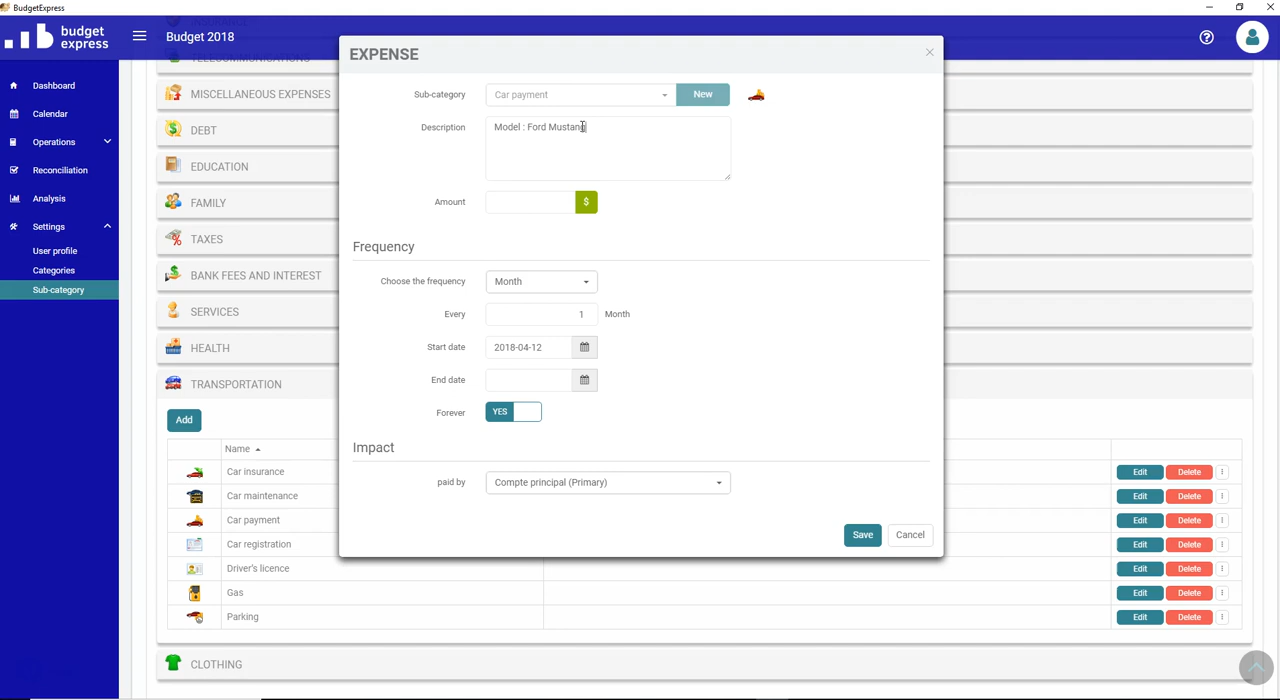 BudgetExpress
budget
express
Budget 2018
Dashboard
Calendar
Operations
Reconciliation
Analysis
Settings
User profile
Categories
Sub-category
TELECOMMUNICATIONS
MISCELLANEOUS EXPENSES
DEBT
EDUCATION
FAMILY
TAXES
BANK FEES AND INTEREST
SERVICES
HEALTH
TRANSPORTATION
Add
Name
Car insurance Edit Delete
Car maintenance Edit Delete
Car payment Edit Delete
Car registration Edit Delete
Driver's licence Edit Delete
Gas Edit Delete
Parking Edit Delete
CLOTHING
EXPENSE
Sub-category Car payment New
Description Model : Ford Mustang
Amount $
Frequency
Choose the frequency Month
Every 1 Month
Start date 2018-04-12
End date
Forever YES
Impact
paid by Compte principal (Primary)
Save Cancel